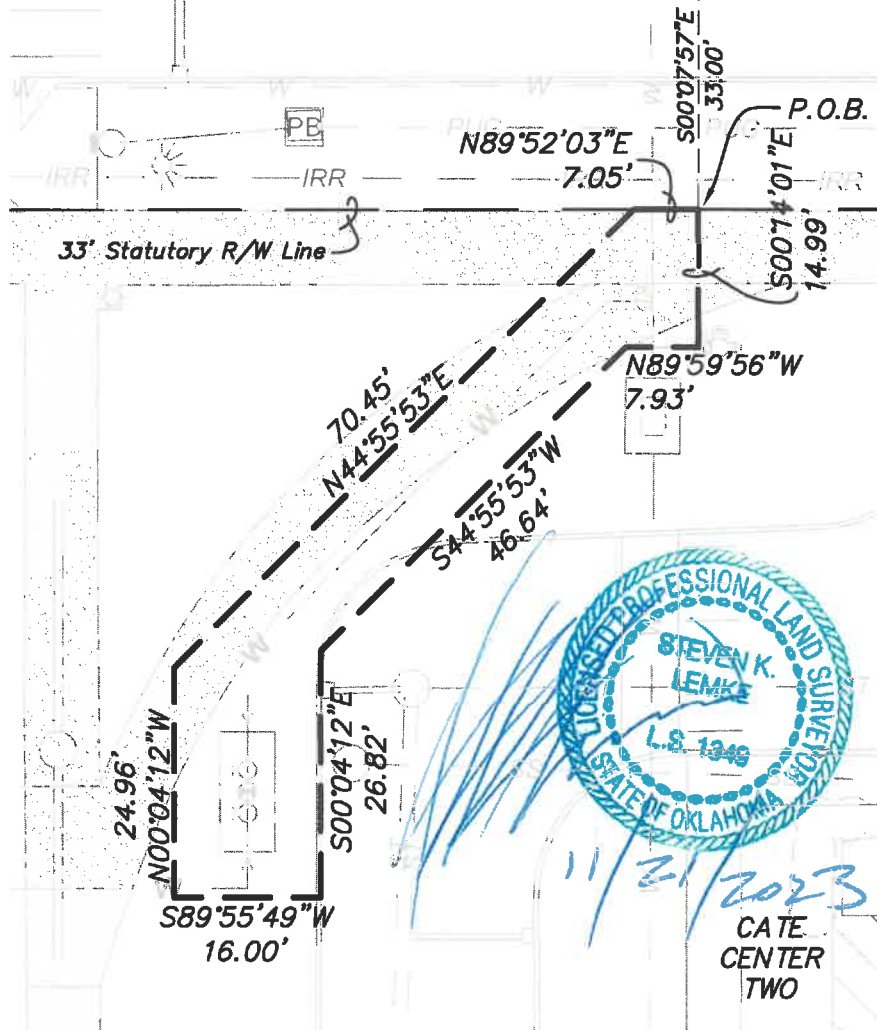 S00°07'57"E
33.00'
P.O.B.
W
W
W
W
PB
PUG
PUG
N89°52'03"E
7.05'
IRR
IRR
IRR
S00°14'01"E
14.99'
33' Statutory R/W Line
N89°59'56"W
7.93'
70.45'
N44°55'53"E
W
S44°55'53"W
46.64'
W
LICENSED PROFESSIONAL LAND SURVEYOR
STEVEN K.
LEMKE
L.S. 1349
STATE OF OKLAHOMA
24.96'
N00°04'12"W
S00°04'12"E
26.82'
W
S89°55'49"W
16.00'
11 21 2023
CATE
CENTER
TWO